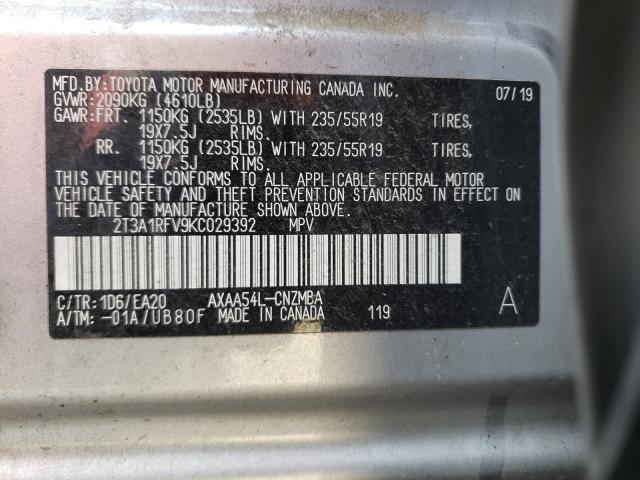 MFD.BY:TOYOTA MOTOR MANUFACTURING CANADA INC. 07/19
GVWR:2090KG (4610LB)
GAWR:FRT. 1150KG (2535LB) WITH 235/55R19 TIRES,
19X7.5J RIMS.
RR. 1150KG (2535LB) WITH 235/55R19 TIRES,
19X7.5J RIMS.
THIS VEHICLE CONFORMS TO ALL APPLICABLE FEDERAL MOTOR
VEHICLE SAFETY AND THEFT PREVENTION STANDARDS IN EFFECT ON
THE DATE OF MANUFACTURE SHOWN ABOVE.
2T3A1RFV9KC029392 MPV
C/TR:1D6/EA20 AXAA54L-CNZMBA A
A/TM:-01A/UB80F MADE IN CANADA 119